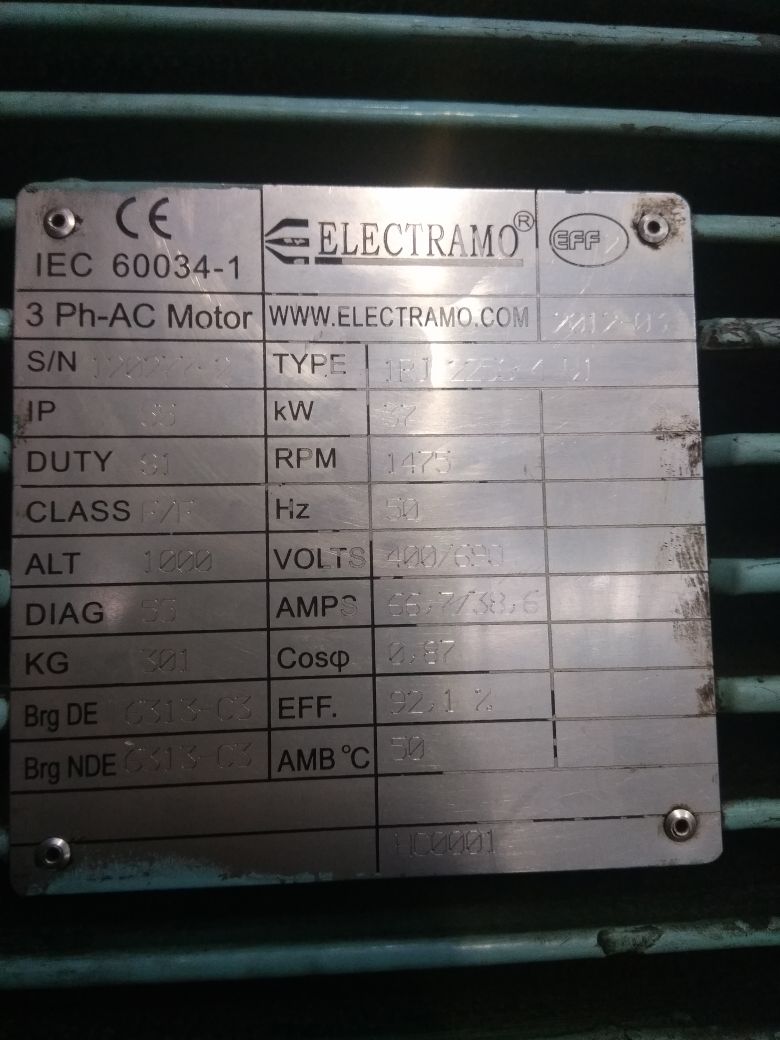 CE
IEC 60034-1
ELECTRAMO®
EFF
3 Ph-AC Motor WWW.ELECTRAMO.COM
S/N TYPE
IP 55 kW 37
DUTY S1 RPM 1475
CLASS F/F Hz 50
ALT 1000 VOLTS 400/690
DIAG AMPS 66,7/38,6
KG 301 Cosφ 0,87
Brg DE 6313-C3 EFF. 92,1 %
Brg NDE 6313-C3 AMB °C 50
HC0001